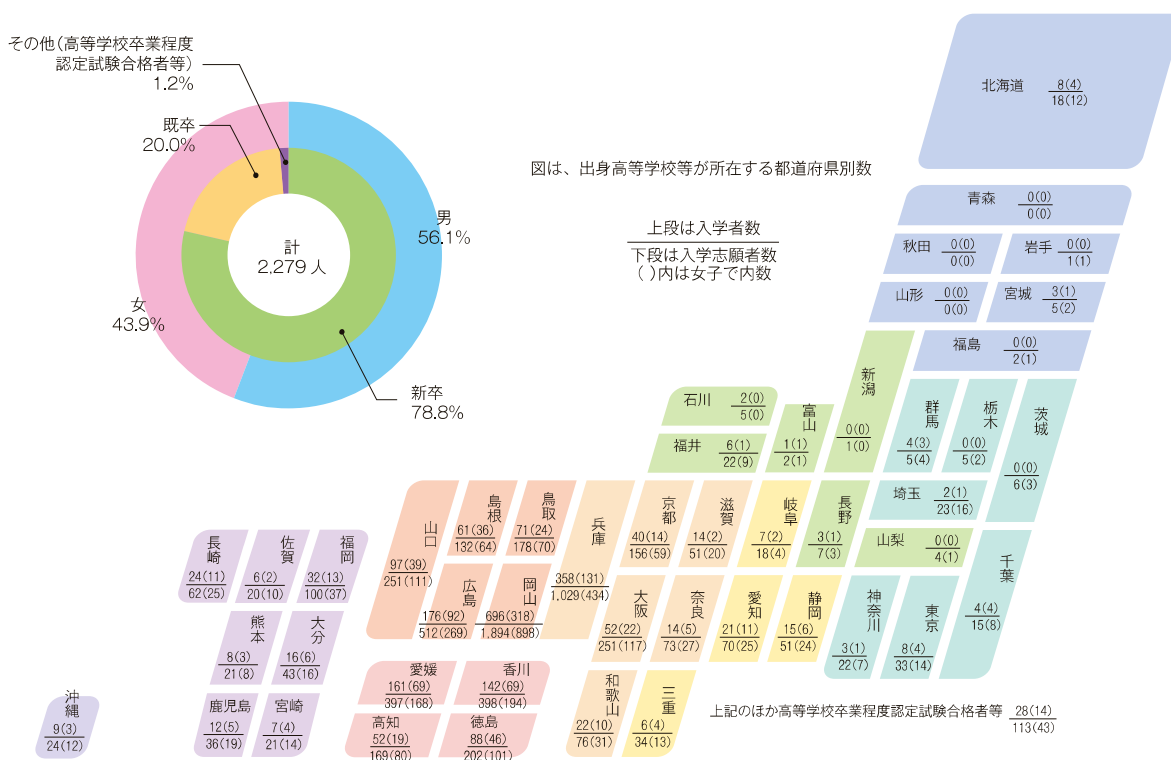 その他(高等学校卒業程度
認定試験合格者等)
1.2%
既卒
20.0%
男
56.1%
計
2,279人
女
43.9%
新卒
78.8%
図は、出身高等学校等が所在する都道府県別数
上段は入学者数
下段は入学志願者数
( )内は女子で内数
北海道 8(4)
18(12)
青森 0(0)
0(0)
秋田 0(0)
0(0)
岩手 0(0)
1(1)
山形 0(0)
0(0)
宮城 3(1)
5(2)
福島 0(0)
2(1)
新潟
0(0)
1(0)
群馬
4(3)
5(4)
栃木
0(0)
5(2)
茨城
0(0)
6(3)
石川 2(0)
5(0)
福井 6(1)
22(9)
富山
1(1)
2(1)
埼玉 2(1)
23(16)
山梨 0(0)
4(1)
長野
3(1)
7(3)
千葉
4(4)
15(8)
神奈川
3(1)
22(7)
東京
8(4)
33(14)
岐阜
7(2)
18(4)
愛知
21(11)
70(25)
静岡
15(6)
51(24)
三重
6(4)
34(13)
京都
40(14)
156(59)
滋賀
14(2)
51(20)
大阪
52(22)
251(117)
奈良
14(5)
73(27)
和歌山
22(10)
76(31)
兵庫
358(131)
1,029(434)
鳥取
71(24)
178(70)
島根
61(36)
132(64)
岡山
696(318)
1,894(898)
広島
176(92)
512(269)
山口
97(39)
251(111)
愛媛
161(69)
397(168)
香川
142(69)
398(194)
高知
52(19)
169(80)
徳島
88(46)
202(101)
長崎
24(11)
62(25)
佐賀
6(2)
20(10)
福岡
32(13)
100(37)
熊本
8(3)
21(8)
大分
16(6)
43(16)
鹿児島
12(5)
36(19)
宮崎
7(4)
21(14)
沖縄
9(3)
24(12)
上記のほか高等学校卒業程度認定試験合格者等 28(14)
113(43)